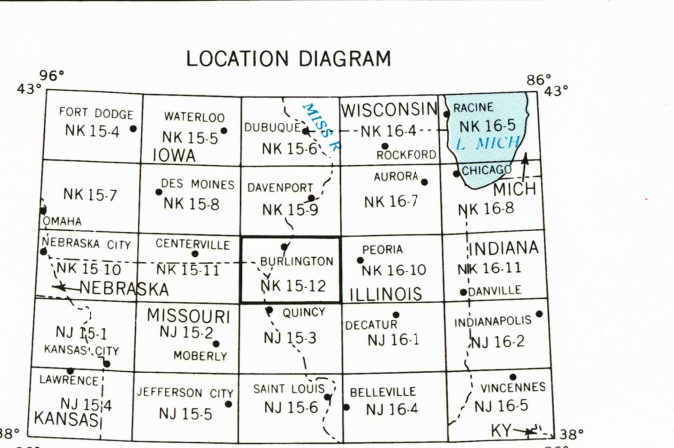 LOCATION DIAGRAM
96° 86°
43° 43°
FORT DODGE
NK 15-4
WATERLOO
NK 15-5
IOWA
DUBUQUE
NK 15-6
MISS R
WISCONSIN
NK 16-4
ROCKFORD
RACINE
NK 16-5
L MICH
NK 15-7
OMAHA
DES MOINES
NK 15-8
DAVENPORT
NK 15-9
AURORA
NK 16-7
CHICAGO
MICH
NK 16-8
NEBRASKA CITY
NK 15-10
NEBRASKA
CENTERVILLE
NK 15-11
BURLINGTON
NK 15-12
PEORIA
NK 16-10
ILLINOIS
INDIANA
NK 16-11
DANVILLE
NJ 15-1
KANSAS CITY
MISSOURI
NJ 15-2
MOBERLY
QUINCY
NJ 15-3
DECATUR
NJ 16-1
INDIANAPOLIS
NJ 16-2
LAWRENCE
NJ 15-4
KANSAS
JEFFERSON CITY
NJ 15-5
SAINT LOUIS
NJ 15-6
BELLEVILLE
NJ 16-4
VINCENNES
NJ 16-5
KY
38° 38°